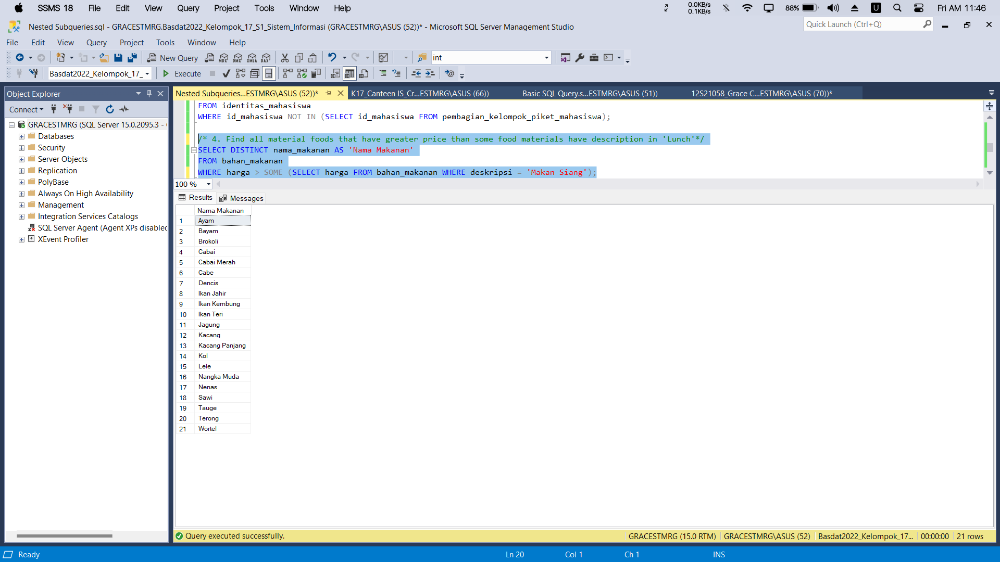 SSMS 18 File Edit View Query Project Tools Window Help 0.0KB/s 0.1KB/s 88% U Fri AM 11:46
Nested Subqueries.sql - GRACESTMRG.Basdat2022_Kelompok_17_S1_Sistem_Informasi (GRACESTMRG\ASUS (52))* - Microsoft SQL Server Management Studio
Quick Launch (Ctrl+Q)
File Edit View Query Project Tools Window Help
New Query MDX DMX XMLA DAX int
Basdat2022_Kelompok_17_ Execute
Object Explorer
Connect
GRACESTMRG (SQL Server 15.0.2095.3 -
Databases
Security
Server Objects
Replication
PolyBase
Always On High Availability
Management
Integration Services Catalogs
SQL Server Agent (Agent XPs disabled
XEvent Profiler
Nested Subqueries...ESTMRG\ASUS (52))* K17_Canteen IS_Cr...ESTMRG\ASUS (66)) Basic SQL Query.s...ESTMRG\ASUS (51)) 12S21058_Grace C...ESTMRG\ASUS (70))*
FROM identitas_mahasiswa
WHERE id_mahasiswa NOT IN (SELECT id_mahasiswa FROM pembagian_kelompok_piket_mahasiswa);
/* 4. Find all material foods that have greater price than some food materials have description in 'Lunch'*/
SELECT DISTINCT nama_makanan AS 'Nama Makanan'
FROM bahan_makanan
WHERE harga > SOME (SELECT harga FROM bahan_makanan WHERE deskripsi = 'Makan Siang');
100 %
Results Messages
Nama Makanan
1 Ayam
2 Bayam
3 Brokoli
4 Cabai
5 Cabai Merah
6 Cabe
7 Dencis
8 Ikan Jahir
9 Ikan Kembung
10 Ikan Teri
11 Jagung
12 Kacang
13 Kacang Panjang
14 Kol
15 Lele
16 Nangka Muda
17 Nenas
18 Sawi
19 Tauge
20 Terong
21 Wortel
Query executed successfully. GRACESTMRG (15.0 RTM) GRACESTMRG\ASUS (52) Basdat2022_Kelompok_17... 00:00:00 21 rows
Ready Ln 20 Col 1 Ch 1 INS